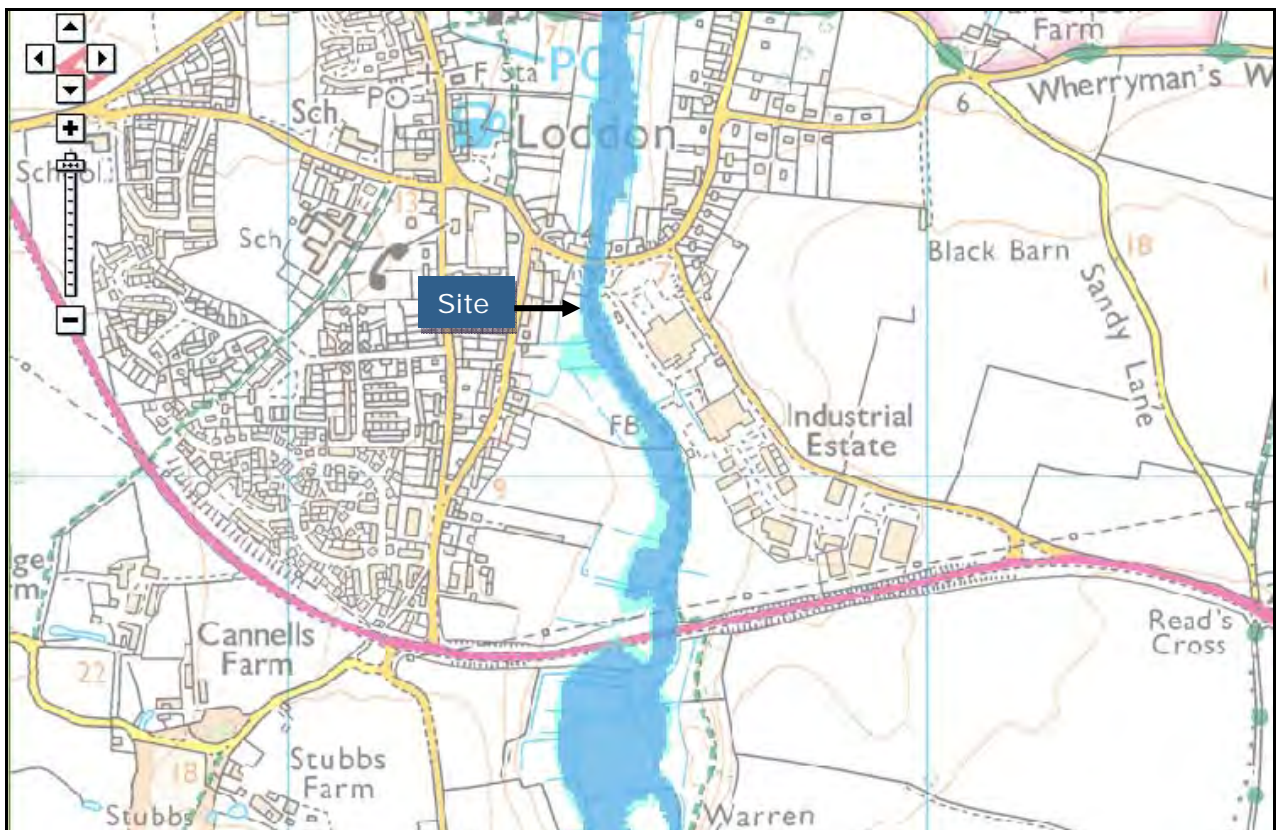 Farm
F Sta
PC
PO
Sch
Loddon
6
Wherryman's W
School
13
Sch
7
Black Barn
18
Site
Sandy Lane
FB
Industrial
Estate
9
Cannells
Farm
Read's
Cross
22
18
Stubbs
Farm
Stubbs
Warren